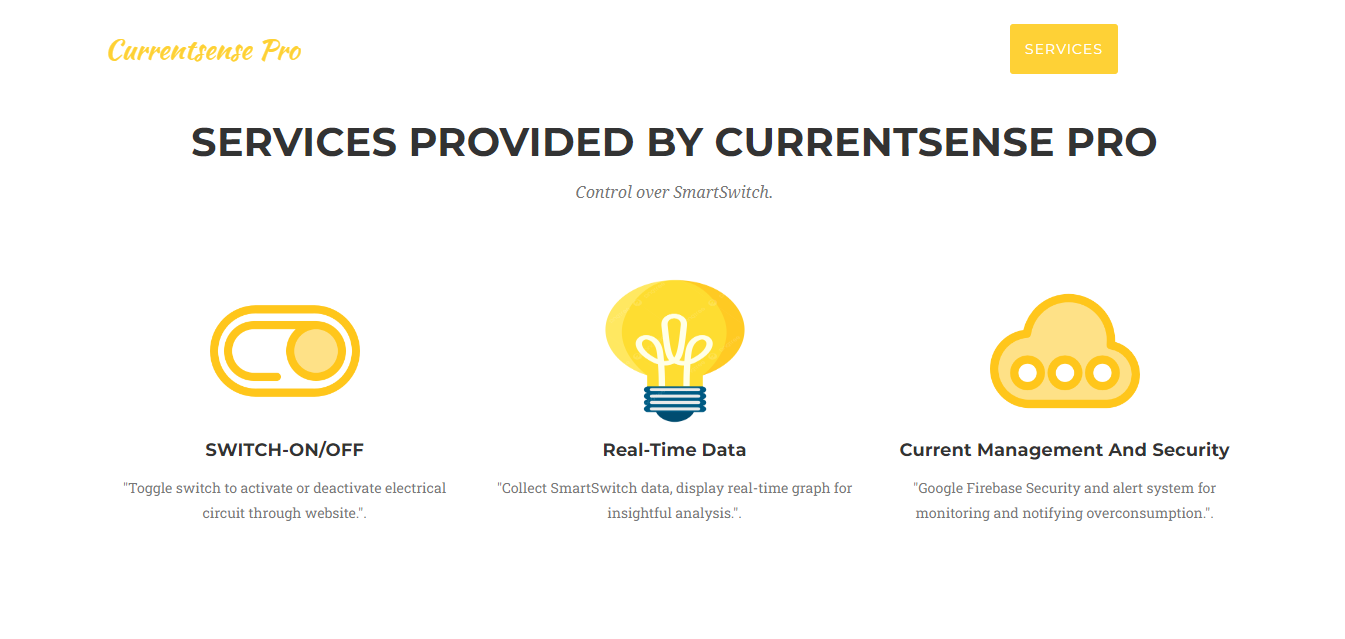 Currentsense Pro
SERVICES
SERVICES PROVIDED BY CURRENTSENSE PRO
Control over SmartSwitch.
SWITCH-ON/OFF
"Toggle switch to activate or deactivate electrical
circuit through website.".
Real-Time Data
"Collect SmartSwitch data, display real-time graph for
insightful analysis.".
Current Management And Security
"Google Firebase Security and alert system for
monitoring and notifying overconsumption.".